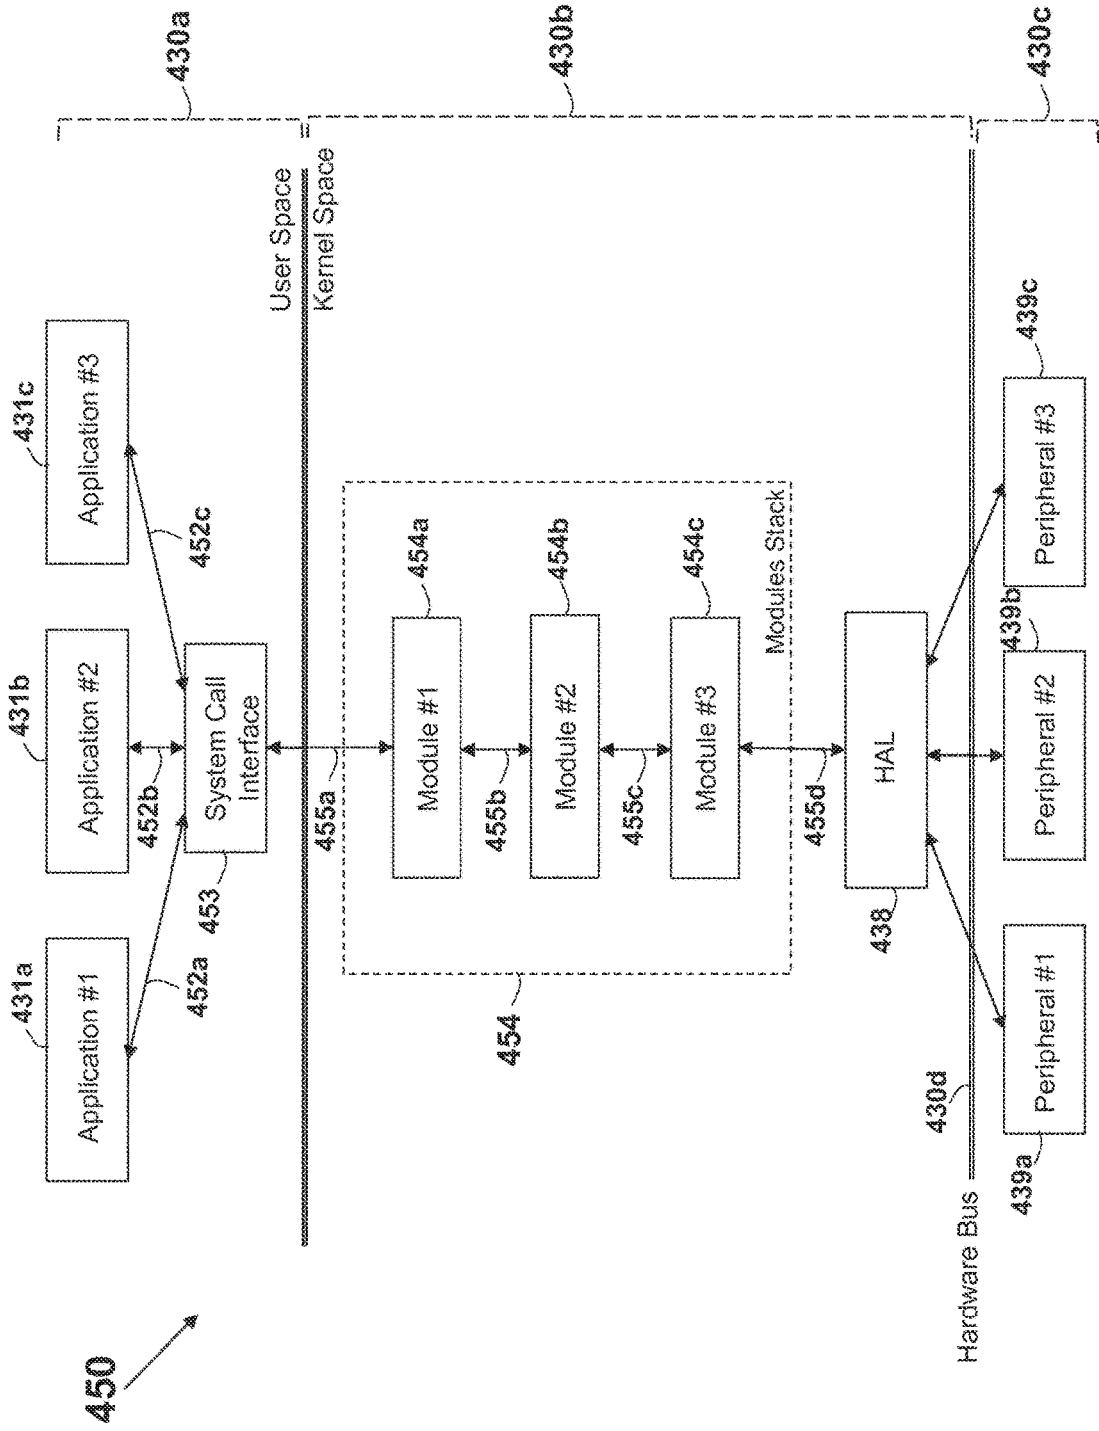 450
431a
Application #1
431b
Application #2
431c
Application #3
430a
452a
452b
452c
453
System Call
Interface
User Space
Kernel Space
455a
430b
454
Module #1
454a
455b
Module #2
454b
455c
Module #3
454c
Modules Stack
455d
438
HAL
430d
Hardware Bus
439a
Peripheral #1
439b
Peripheral #2
439c
Peripheral #3
430c